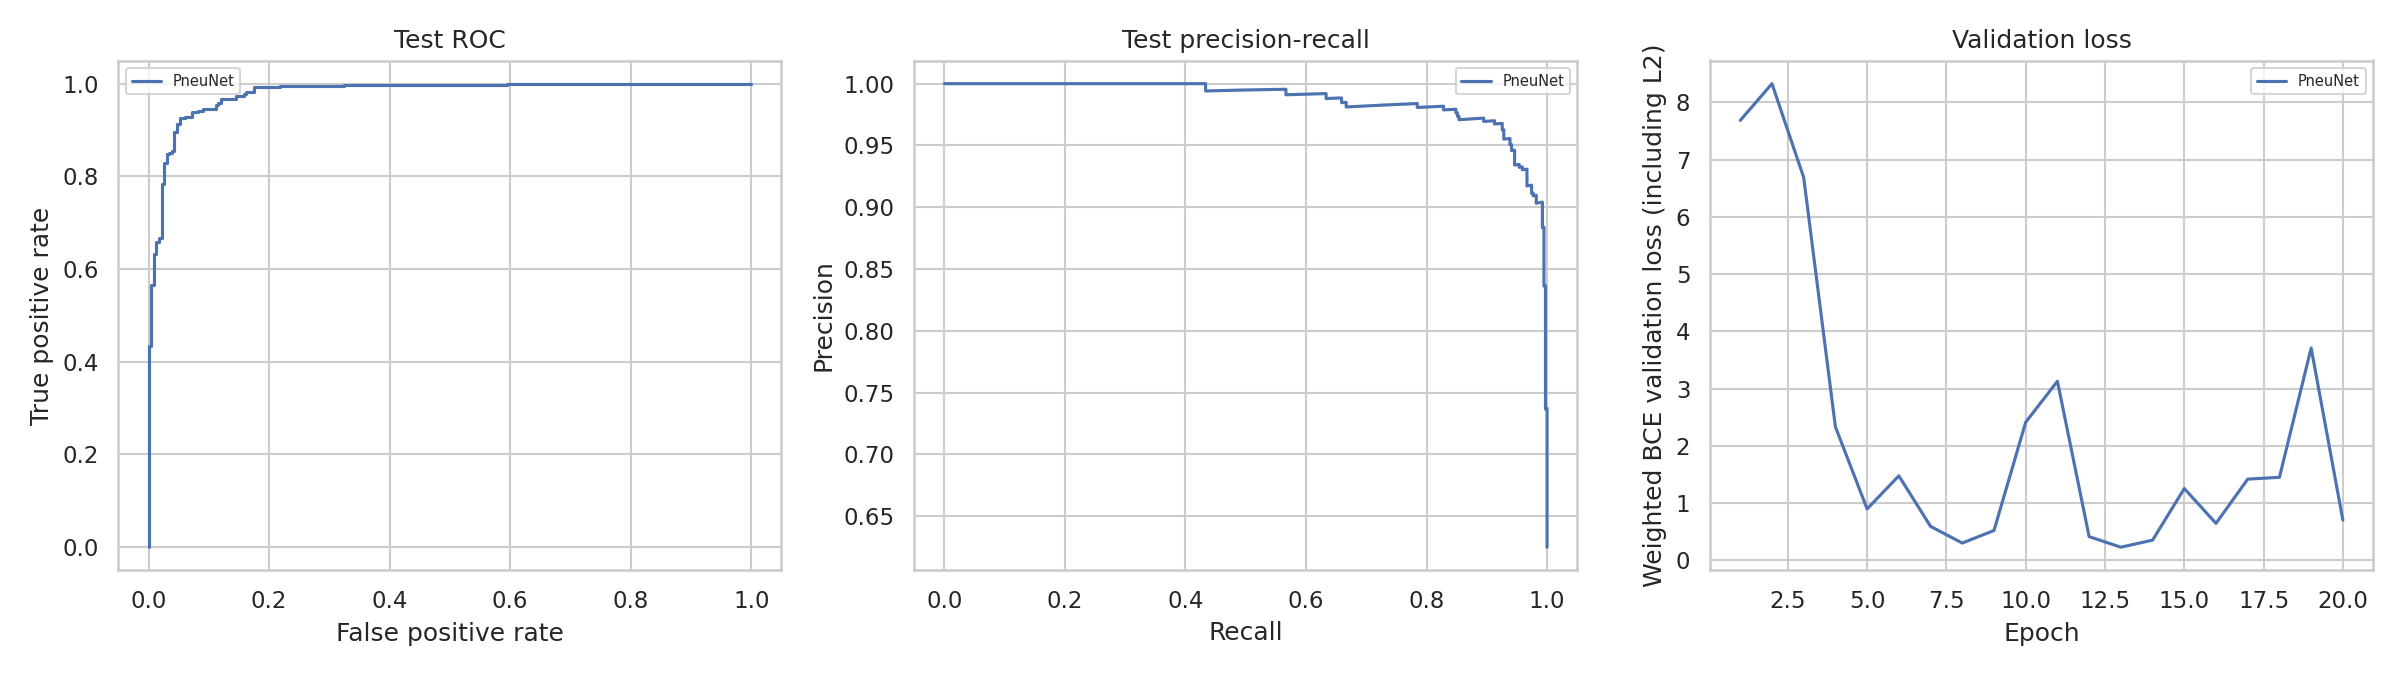 Test ROC
PneuNet
1.0
0.8
0.6
0.4
0.2
0.0
True positive rate
0.0 0.2 0.4 0.6 0.8 1.0
False positive rate
Test precision-recall
PneuNet
1.00
0.95
0.90
0.85
0.80
0.75
0.70
0.65
Precision
0.0 0.2 0.4 0.6 0.8 1.0
Recall
Validation loss
PneuNet
8
7
6
5
4
3
2
1
0
Weighted BCE validation loss (including L2)
2.5 5.0 7.5 10.0 12.5 15.0 17.5 20.0
Epoch